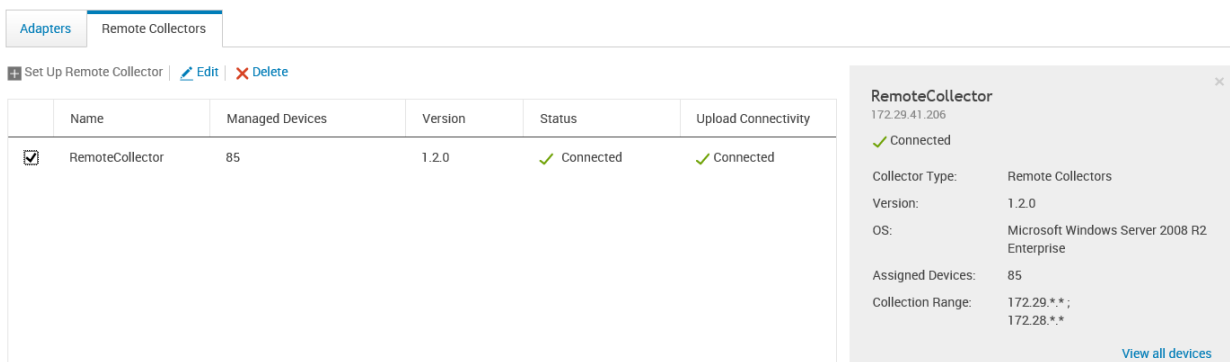 Adapters Remote Collectors
Set Up Remote Collector Edit Delete
Name Managed Devices Version Status Upload Connectivity
RemoteCollector 85 1.2.0 Connected Connected
RemoteCollector
172.29.41.206
Connected
Collector Type: Remote Collectors
Version: 1.2.0
OS: Microsoft Windows Server 2008 R2
Enterprise
Assigned Devices: 85
Collection Range: 172.29.*.* ;
172.28.*.*
View all devices